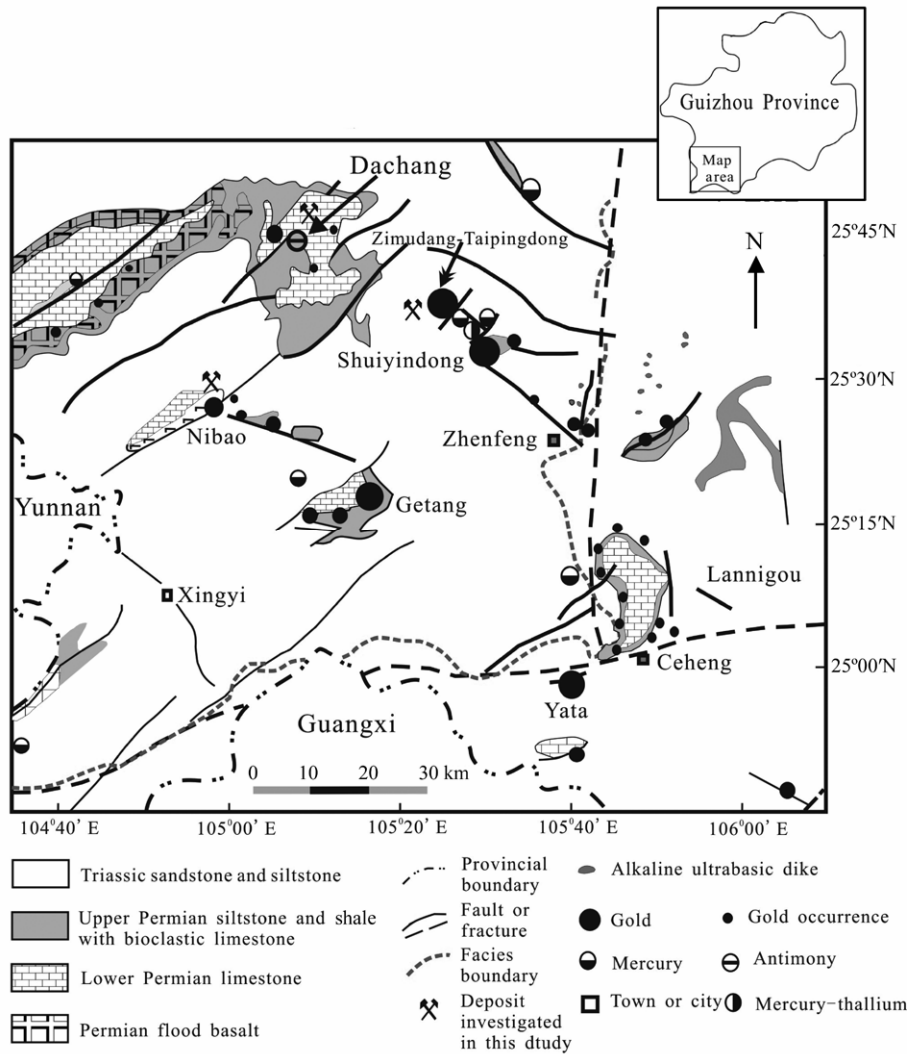 Guizhou Province
Map
area
Dachang
25°45′N
Zimudang-Taipingdong
N
Shuiyindong
25°30′N
Nibao
Zhenfeng
Yunnan
Getang
25°15′N
Xingyi
Lannigou
Ceheng
25°00′N
Yata
Guangxi
0 10 20 30 km
104°40′ E 105°00′ E 105°20′ E 105°40′ E 106°00′ E
Triassic sandstone and siltstone
Upper Permian siltstone and shale
with bioclastic limestone
Lower Permian limestone
Permian flood basalt
Provincial
boundary
Fault or
fracture
Facies
boundary
Deposit
investigated
in this dtudy
Alkaline ultrabasic dike
Gold
Gold occurrence
Mercury
Antimony
Town or city
Mercury-thallium